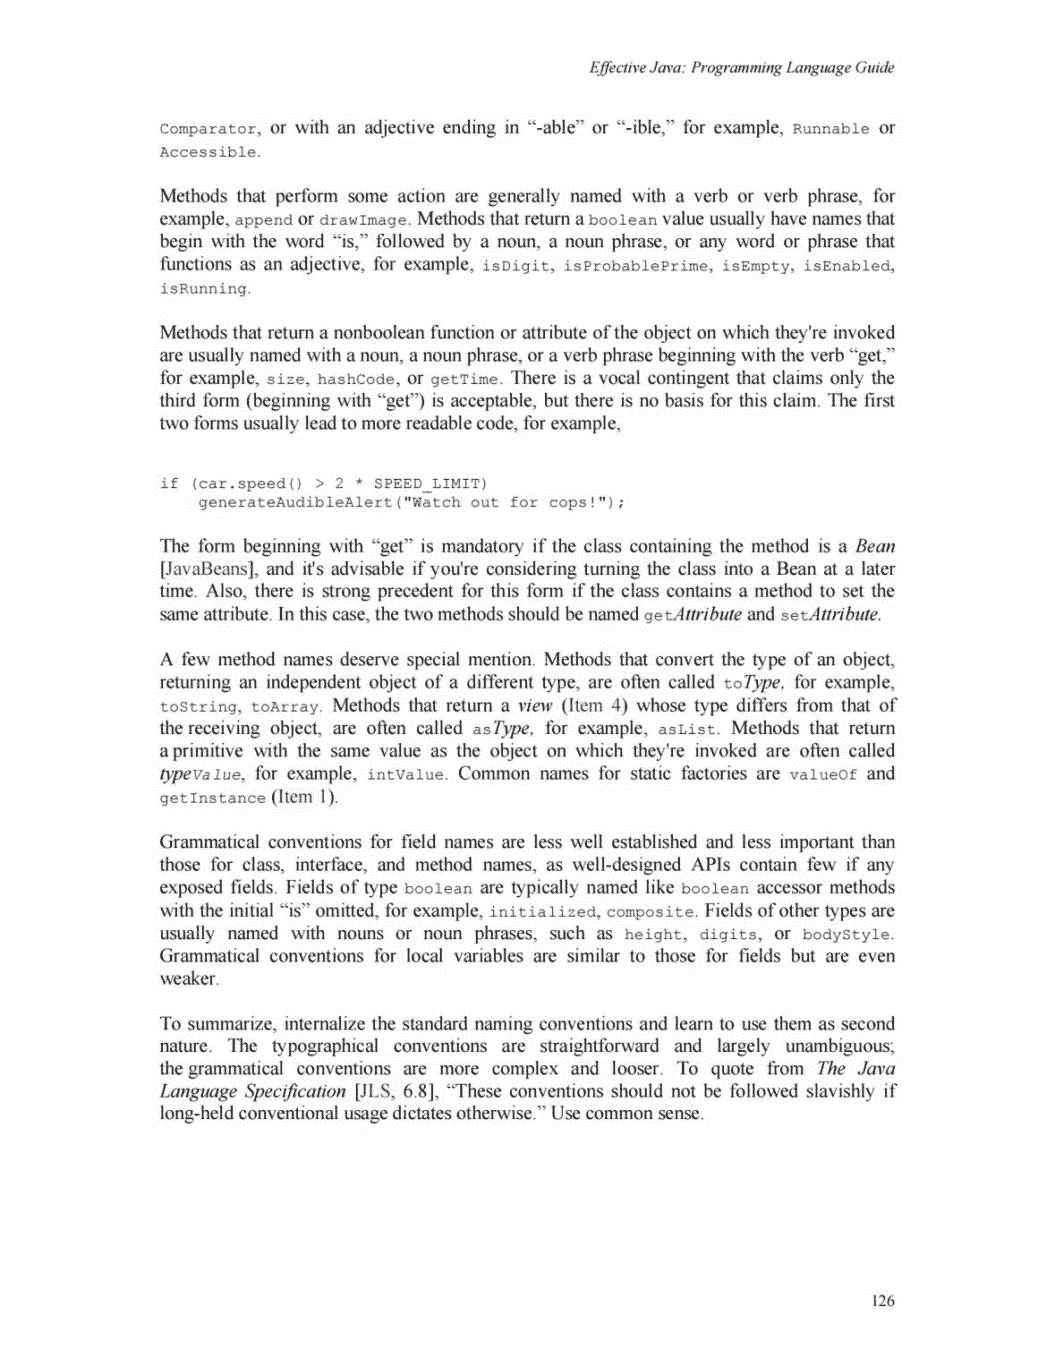 Effective Java: Programming Language Guide
Comparator, or with an adjective ending in “-able” or “-ible,” for example, Runnable or
Accessible.
Methods that perform some action are generally named with a verb or verb phrase, for
example, append or drawImage. Methods that return a boolean value usually have names that
begin with the word “is,” followed by a noun, a noun phrase, or any word or phrase that
functions as an adjective, for example, isDigit, isProbablePrime, isEmpty, isEnabled,
isRunning.
Methods that return a nonboolean function or attribute of the object on which they're invoked
are usually named with a noun, a noun phrase, or a verb phrase beginning with the verb “get,”
for example, size, hashCode, or getTime. There is a vocal contingent that claims only the
third form (beginning with “get”) is acceptable, but there is no basis for this claim. The first
two forms usually lead to more readable code, for example,
if (car.speed() > 2 * SPEED_LIMIT)
generateAudibleAlert("Watch out for cops!");
The form beginning with “get” is mandatory if the class containing the method is a Bean
[JavaBeans], and it's advisable if you're considering turning the class into a Bean at a later
time. Also, there is strong precedent for this form if the class contains a method to set the
same attribute. In this case, the two methods should be named getAttribute and setAttribute.
A few method names deserve special mention. Methods that convert the type of an object,
returning an independent object of a different type, are often called toType, for example,
toString, toArray. Methods that return a view (Item 4) whose type differs from that of
the receiving object, are often called asType, for example, asList. Methods that return
a primitive with the same value as the object on which they're invoked are often called
typeValue, for example, intValue. Common names for static factories are valueOf and
getInstance (Item 1).
Grammatical conventions for field names are less well established and less important than
those for class, interface, and method names, as well-designed APIs contain few if any
exposed fields. Fields of type boolean are typically named like boolean accessor methods
with the initial “is” omitted, for example, initialized, composite. Fields of other types are
usually named with nouns or noun phrases, such as height, digits, or bodyStyle.
Grammatical conventions for local variables are similar to those for fields but are even
weaker.
To summarize, internalize the standard naming conventions and learn to use them as second
nature. The typographical conventions are straightforward and largely unambiguous;
the grammatical conventions are more complex and looser. To quote from The Java
Language Specification [JLS, 6.8], “These conventions should not be followed slavishly if
long-held conventional usage dictates otherwise.” Use common sense.
126